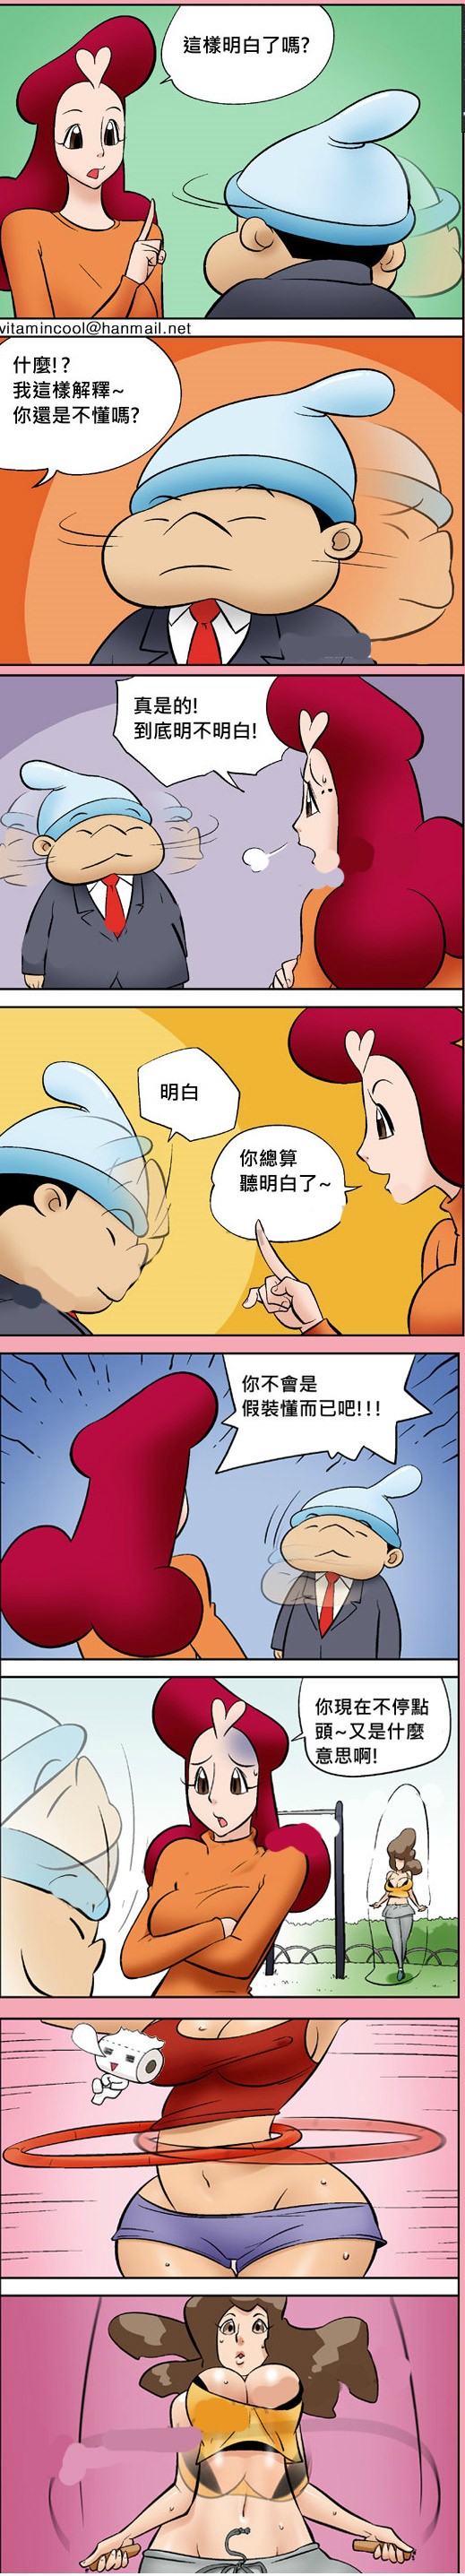 這樣明白了嗎?
vitamincool@hanmail.net
什麼!?
我這樣解釋~
你還是不懂嗎?
真是的!
到底明不明白!
明白
你總算
聽明白了~
你不會是
假裝懂而已吧!!!
你現在不停點
頭~又是什麼
意思啊!